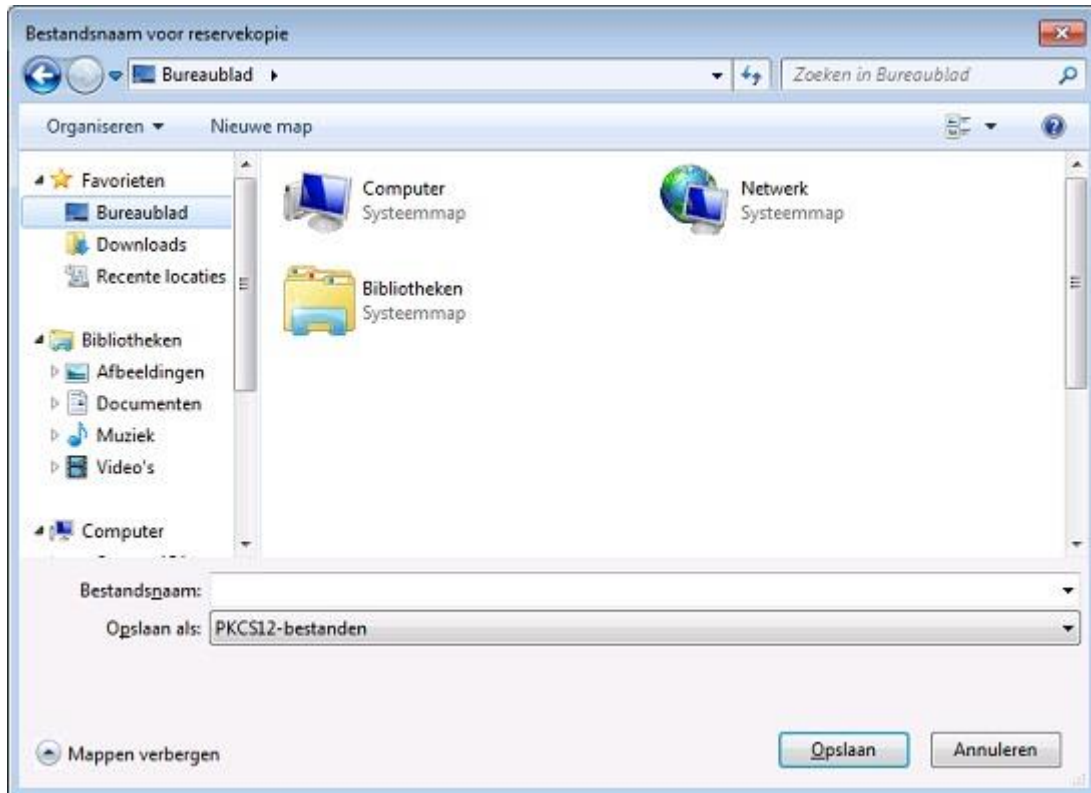 Bestandsnaam voor reservekopie
Bureaublad
Zoeken in Bureaublad
Organiseren
Nieuwe map
Favorieten
Bureaublad
Downloads
Recente locaties
Bibliotheken
Afbeeldingen
Documenten
Muziek
Video's
Computer
Computer
Systeemmap
Netwerk
Systeemmap
Bibliotheken
Systeemmap
Bestandsnaam:
Opslaan als: PKCS12-bestanden
Mappen verbergen
Opslaan
Annuleren